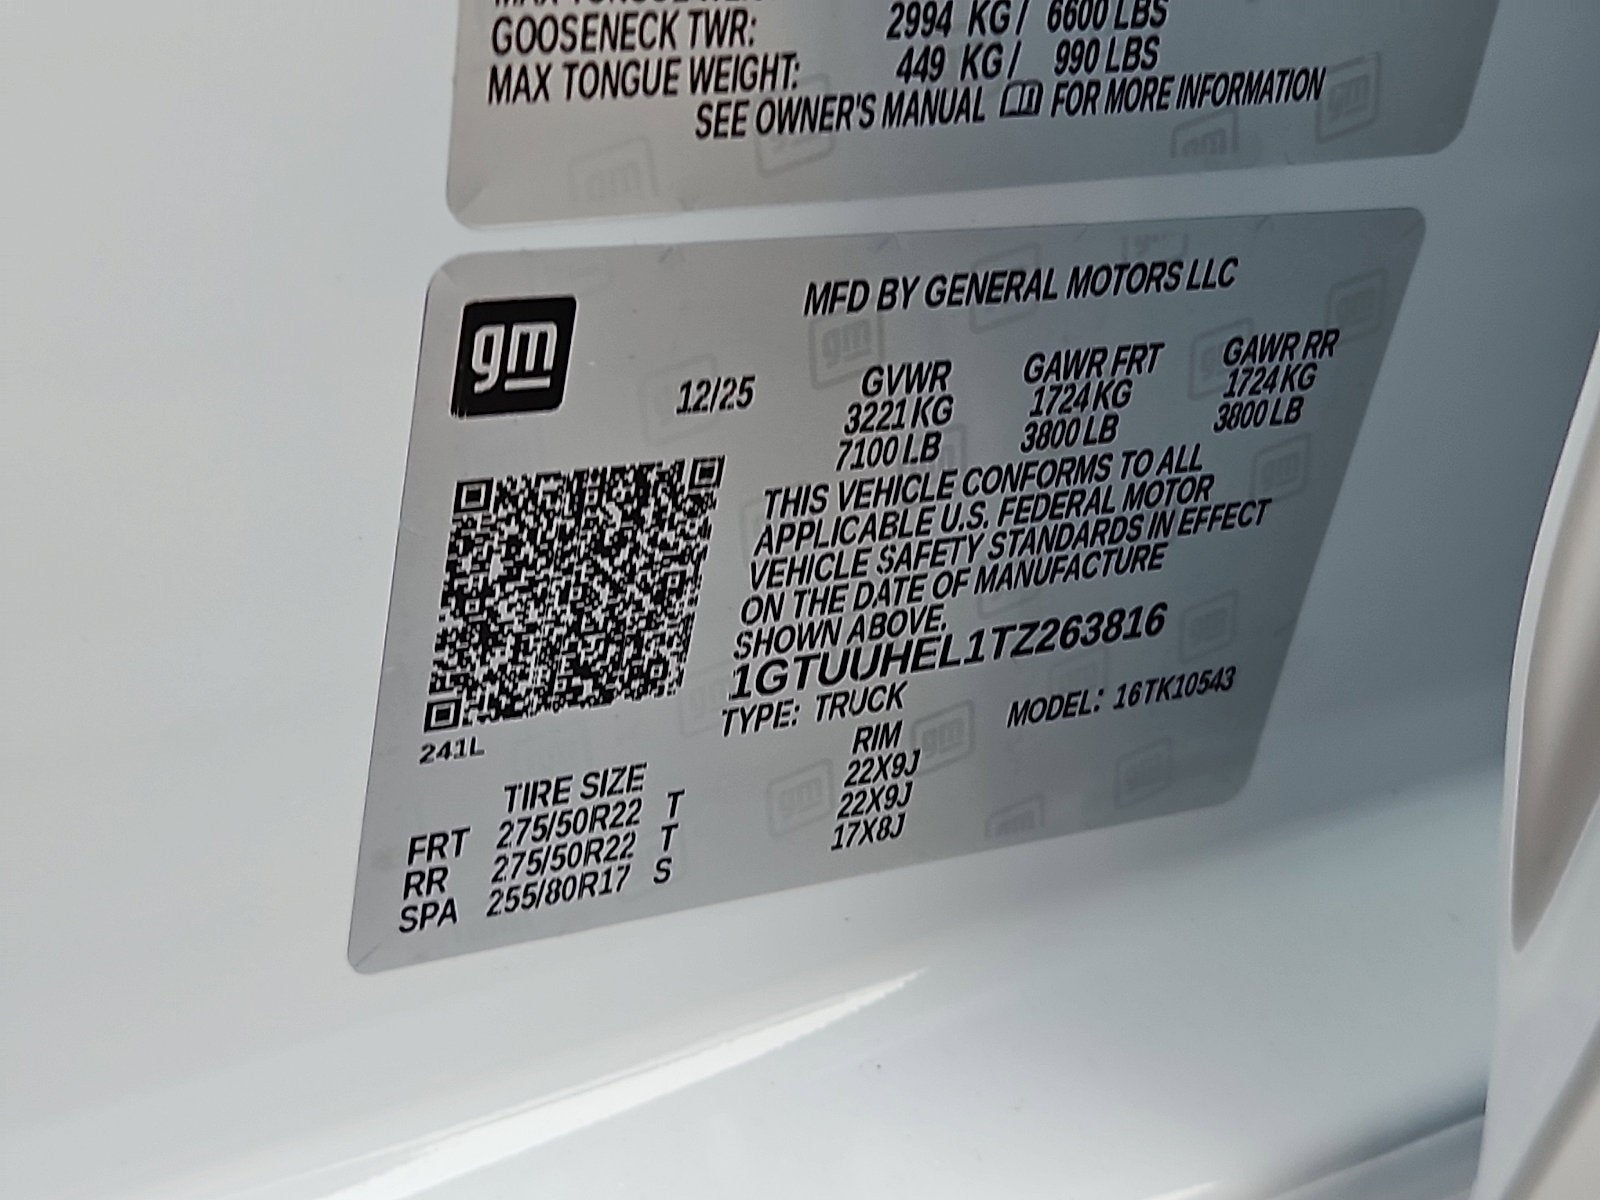 GOOSENECK TWR: 2994 KG/ 6600 LBS
MAX TONGUE WEIGHT: 449 KG/ 990 LBS
SEE OWNER'S MANUAL FOR MORE INFORMATION
gm
MFD BY GENERAL MOTORS LLC
12/25 GVWR GAWR FRT GAWR RR
3221 KG 1724 KG 1724 KG
7100 LB 3800 LB 3800 LB
THIS VEHICLE CONFORMS TO ALL
APPLICABLE U.S. FEDERAL MOTOR
VEHICLE SAFETY STANDARDS IN EFFECT
ON THE DATE OF MANUFACTURE
SHOWN ABOVE.
1GTUUHEL1TZ263816
TYPE: TRUCK MODEL: 16TK10543
241L
TIRE SIZE RIM
FRT 275/50R22 T 22X9J
RR 275/50R22 T 22X9J
SPA 255/80R17 S 17X8J